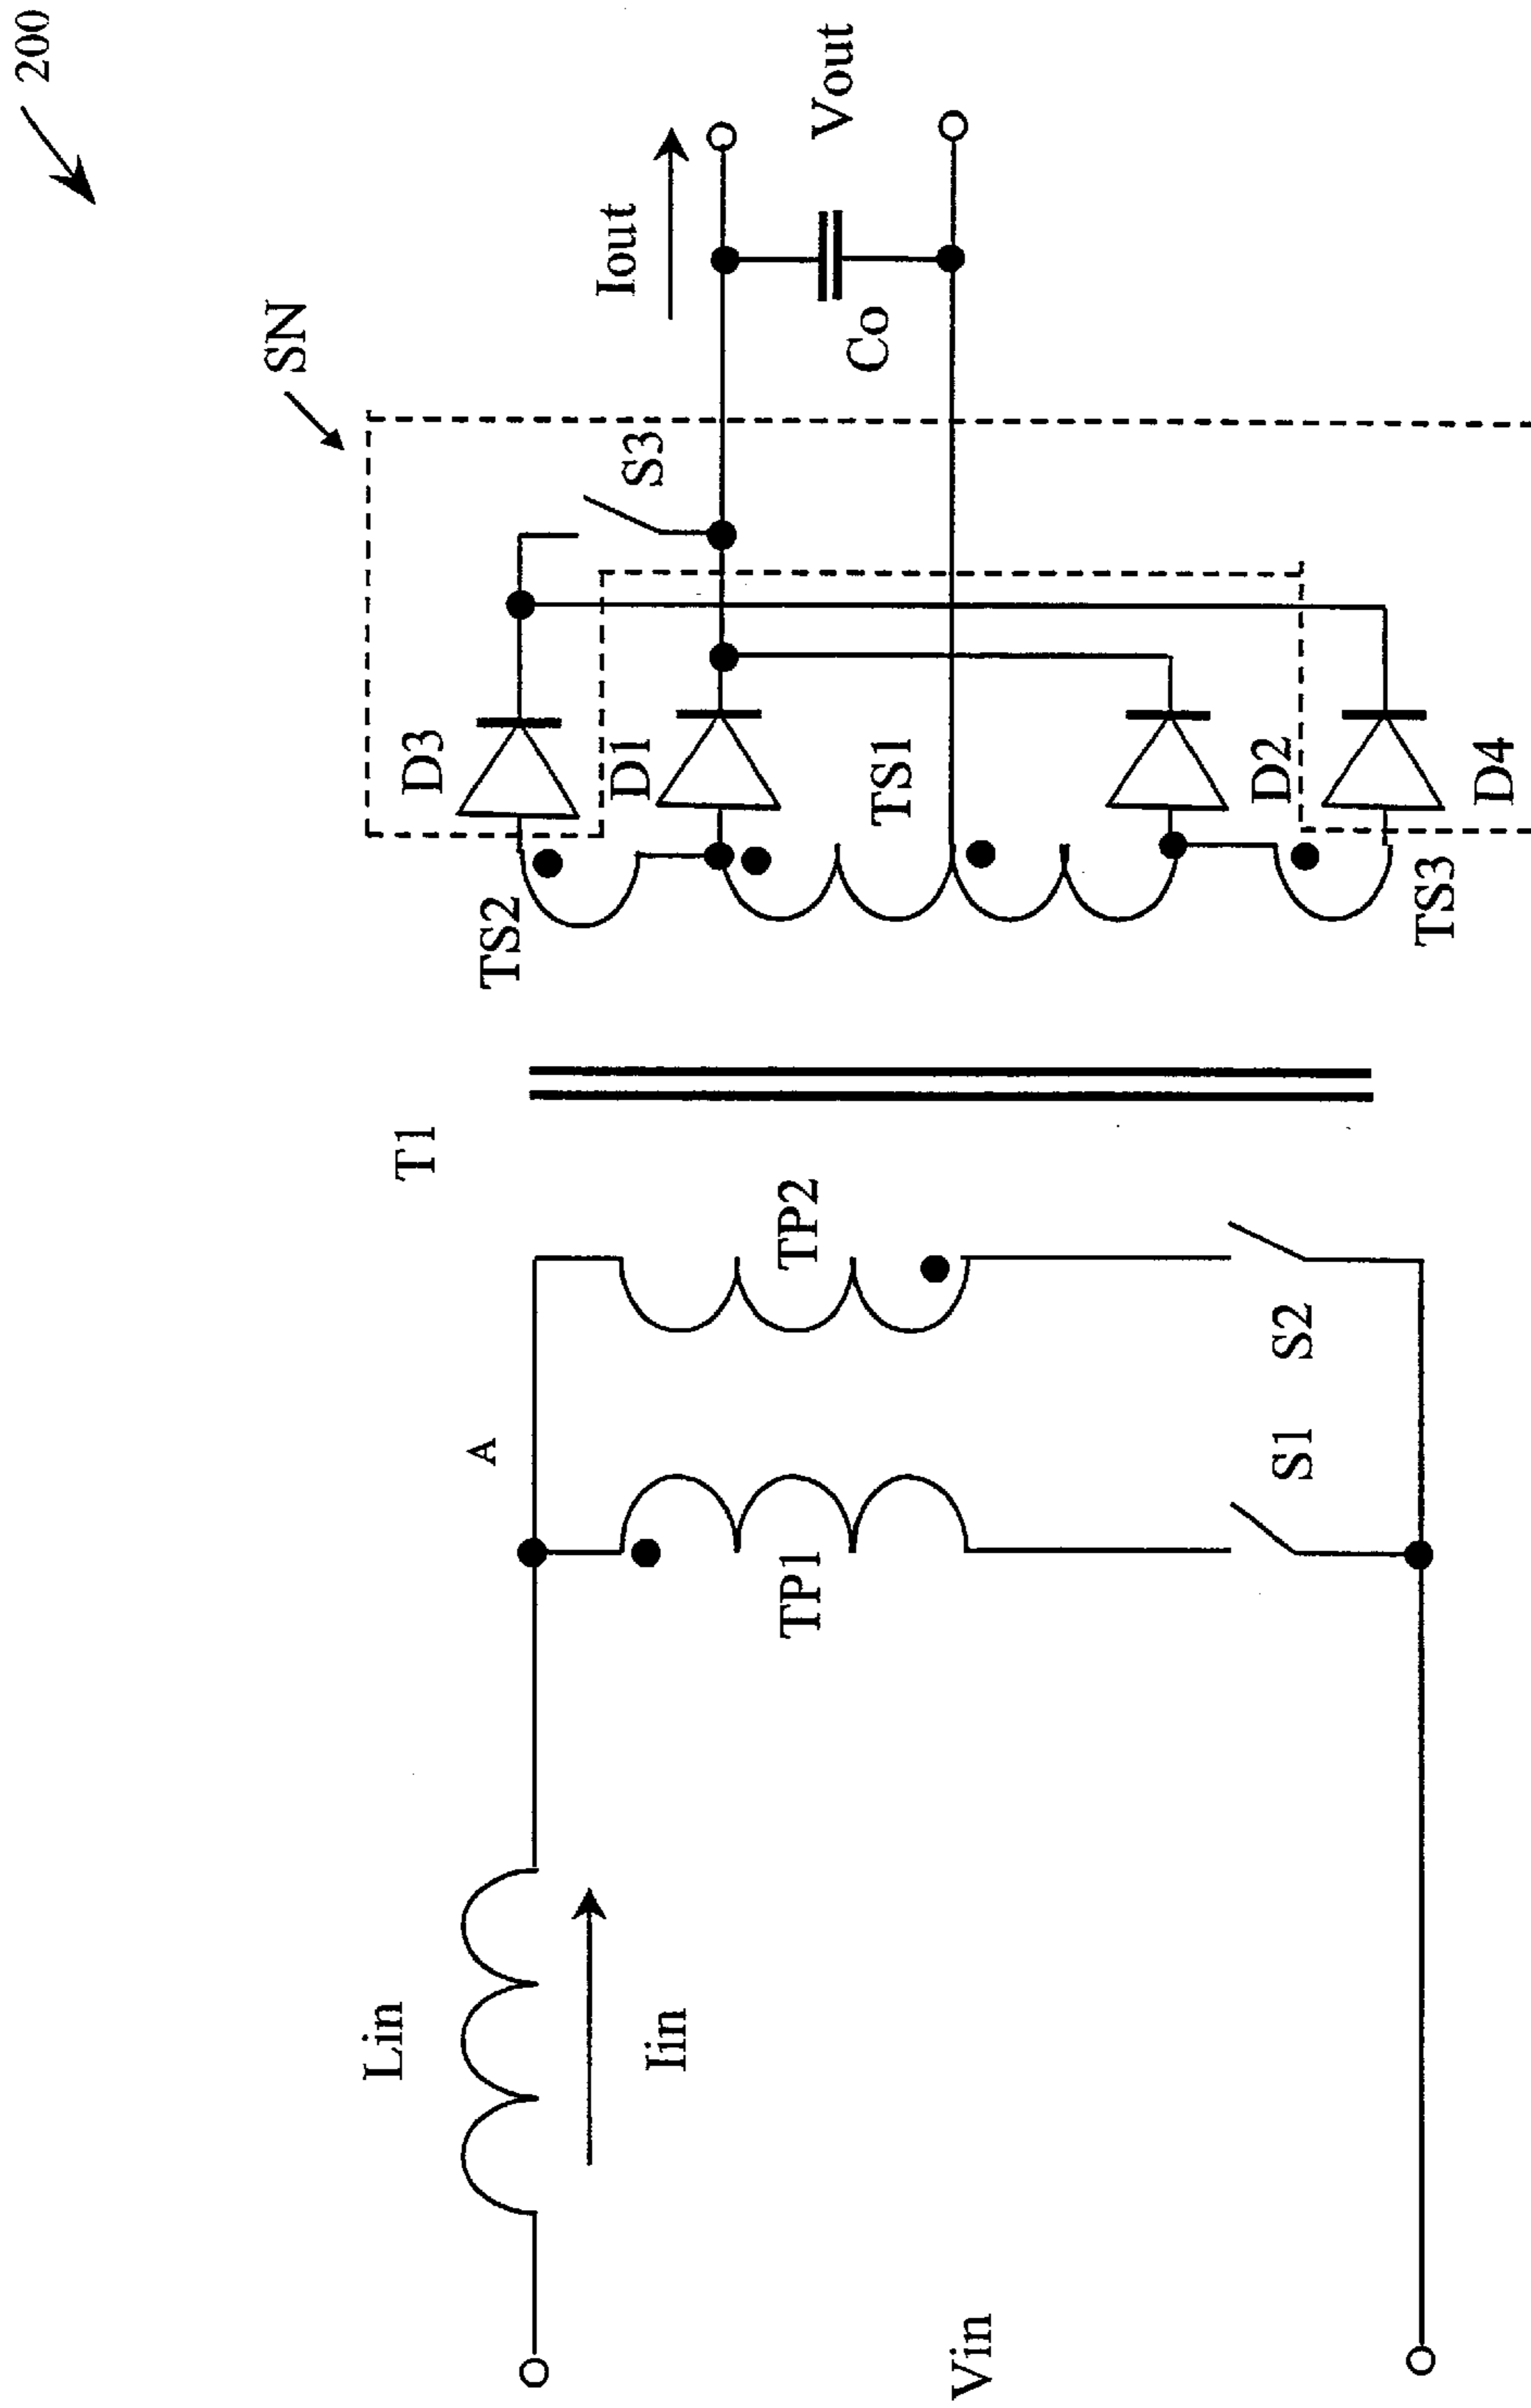 200
SN
Iout
Vout
S3
Co
D3
D1
TS1
D2
D4
TS2
TS3
T1
TP2
A
TP1
S1
S2
Lin
Iin
Vin